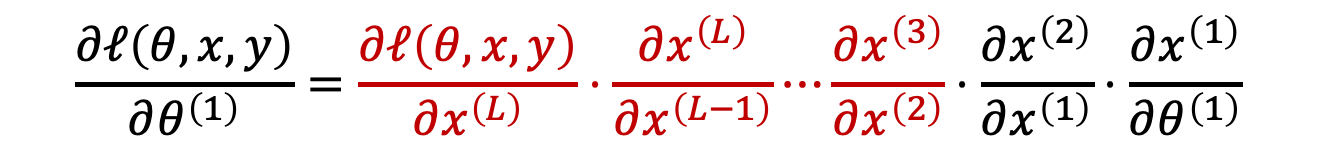 ∂ℓ(θ, x, y)/∂θ⁽¹⁾ = ∂ℓ(θ, x, y)/∂x⁽ᴸ⁾ · ∂x⁽ᴸ⁾/∂x⁽ᴸ⁻¹⁾ ⋯ ∂x⁽³⁾/∂x⁽²⁾ · ∂x⁽²⁾/∂x⁽¹⁾ · ∂x⁽¹⁾/∂θ⁽¹⁾